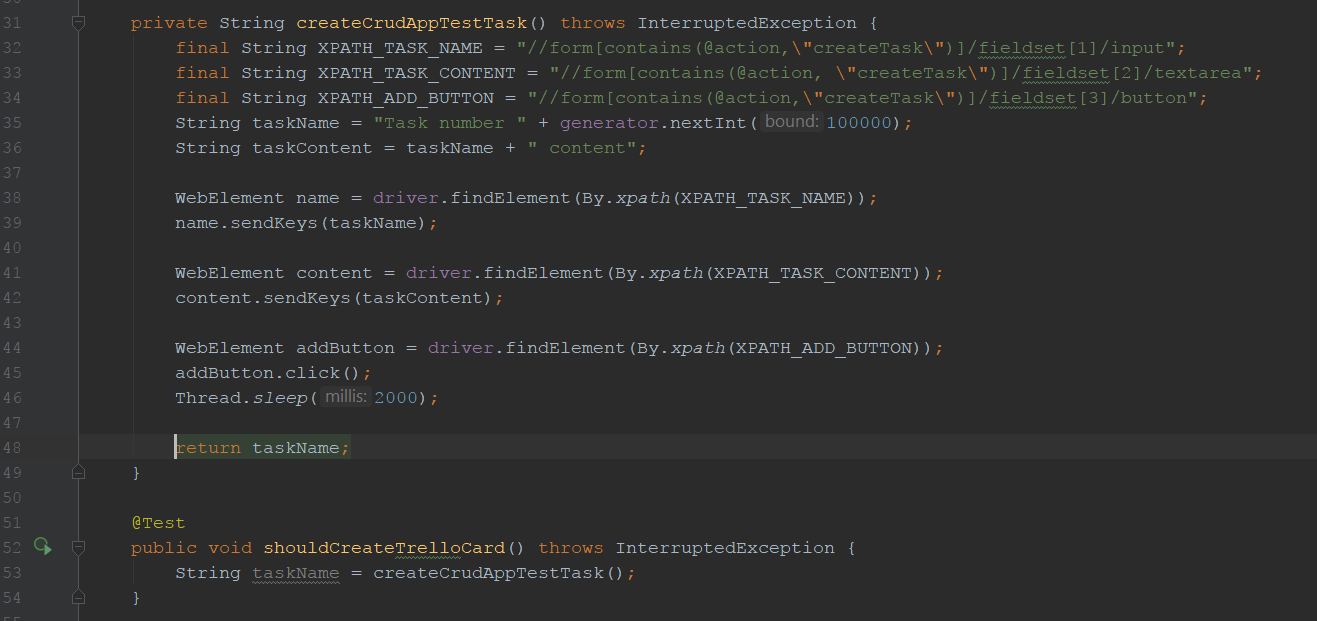 31 private String createCrudAppTestTask() throws InterruptedException {
32 final String XPATH_TASK_NAME = "//form[contains(@action,\"createTask\")]/fieldset[1]/input";
33 final String XPATH_TASK_CONTENT = "//form[contains(@action, \"createTask\")]/fieldset[2]/textarea";
34 final String XPATH_ADD_BUTTON = "//form[contains(@action,\"createTask\")]/fieldset[3]/button";
35 String taskName = "Task number " + generator.nextInt( bound: 100000);
36 String taskContent = taskName + " content";
37
38 WebElement name = driver.findElement(By.xpath(XPATH_TASK_NAME));
39 name.sendKeys(taskName);
40
41 WebElement content = driver.findElement(By.xpath(XPATH_TASK_CONTENT));
42 content.sendKeys(taskContent);
43
44 WebElement addButton = driver.findElement(By.xpath(XPATH_ADD_BUTTON));
45 addButton.click();
46 Thread.sleep( millis: 2000);
47
48 return taskName;
49 }
50
51 @Test
52 public void shouldCreateTrelloCard() throws InterruptedException {
53 String taskName = createCrudAppTestTask();
54 }